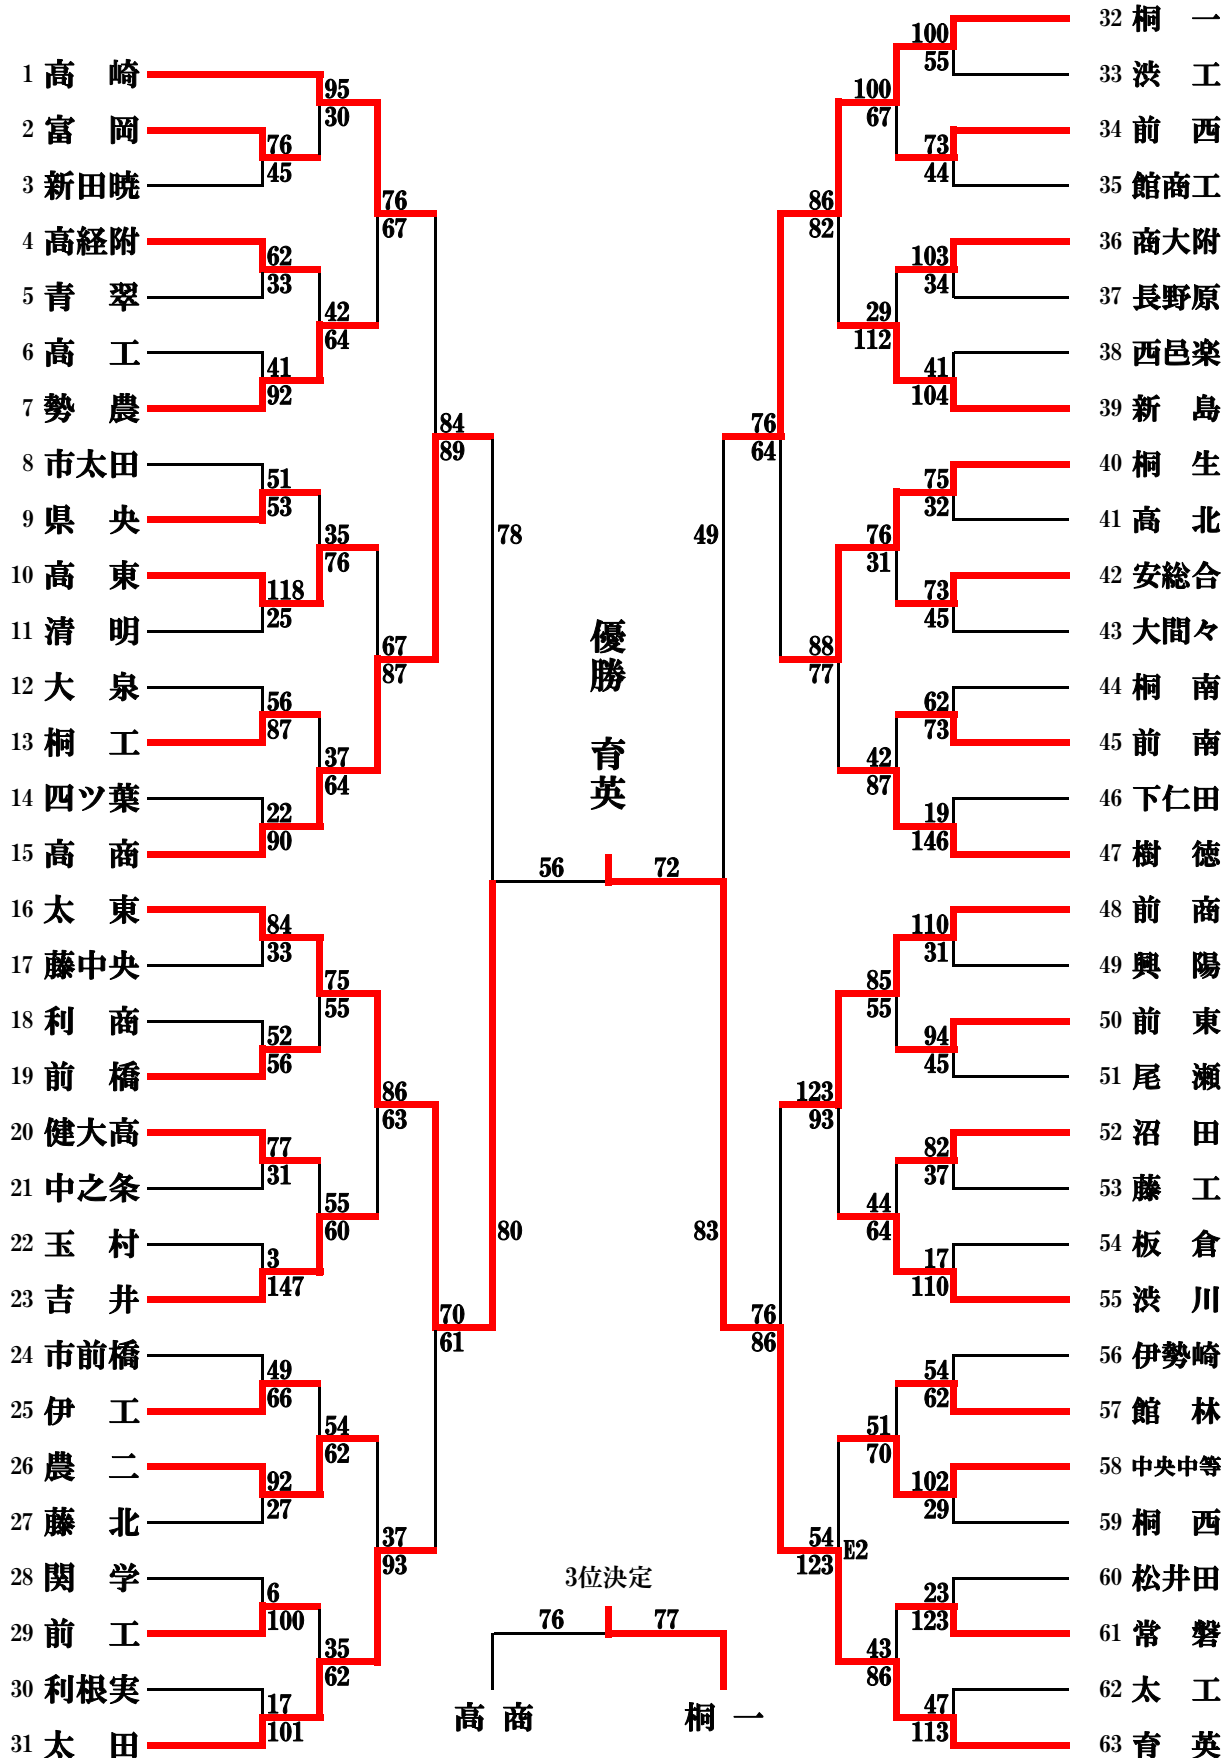 1 高崎
2 富岡
3 新田暁
4 高経附
5 青翠
6 高工
7 勢農
8 市太田
9 県央
10 高東
11 清明
12 大泉
13 桐工
14 四ツ葉
15 高商
16 太東
17 藤中央
18 利商
19 前橋
20 健大高
21 中之条
22 玉村
23 吉井
24 市前橋
25 伊工
26 農二
27 藤北
28 関学
29 前工
30 利根実
31 太田
95
30
76
45
62
33
41
92
51
53
118
25
56
87
22
90
84
33
52
56
77
31
3
147
49
66
92
27
6
100
17
101
42
64
35
76
37
64
75
55
55
60
54
62
35
62
76
67
67
87
86
63
37
93
84
89
70
61
78
80
優勝 育英
56
72
49
83
3位決定
76
77
高商
桐一
76
64
76
86
86
82
88
77
123
93
54
123
E2
100
67
29
112
76
31
42
87
85
55
44
64
51
70
43
86
100
55
73
44
103
34
41
104
75
32
73
45
62
73
19
146
110
31
94
45
82
37
17
110
54
62
102
29
23
123
47
113
32 桐一
33 渋工
34 前西
35 館商工
36 商大附
37 長野原
38 西邑楽
39 新島
40 桐生
41 高北
42 安総合
43 大間々
44 桐南
45 前南
46 下仁田
47 樹徳
48 前商
49 興陽
50 前東
51 尾瀬
52 沼田
53 藤工
54 板倉
55 渋川
56 伊勢崎
57 館林
58 中央中等
59 桐西
60 松井田
61 常磐
62 太工
63 育英